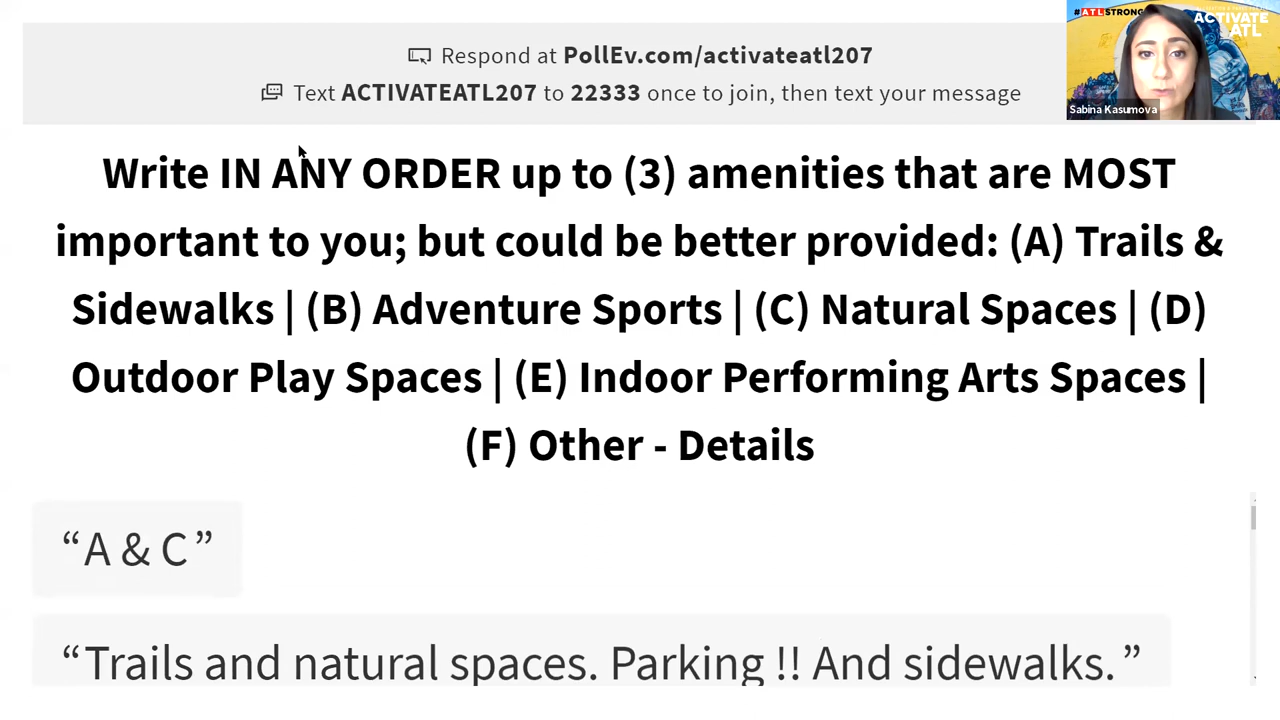 Respond at PollEv.com/activateatl207
Text ACTIVATEATL207 to 22333 once to join, then text your message
#ATLSTRONG
ACTIVATE
ATL
Sabina Kasumova
Write IN ANY ORDER up to (3) amenities that are MOST
important to you; but could be better provided: (A) Trails &
Sidewalks | (B) Adventure Sports | (C) Natural Spaces | (D)
Outdoor Play Spaces | (E) Indoor Performing Arts Spaces |
(F) Other - Details
“A & C”
“Trails and natural spaces. Parking !! And sidewalks.”